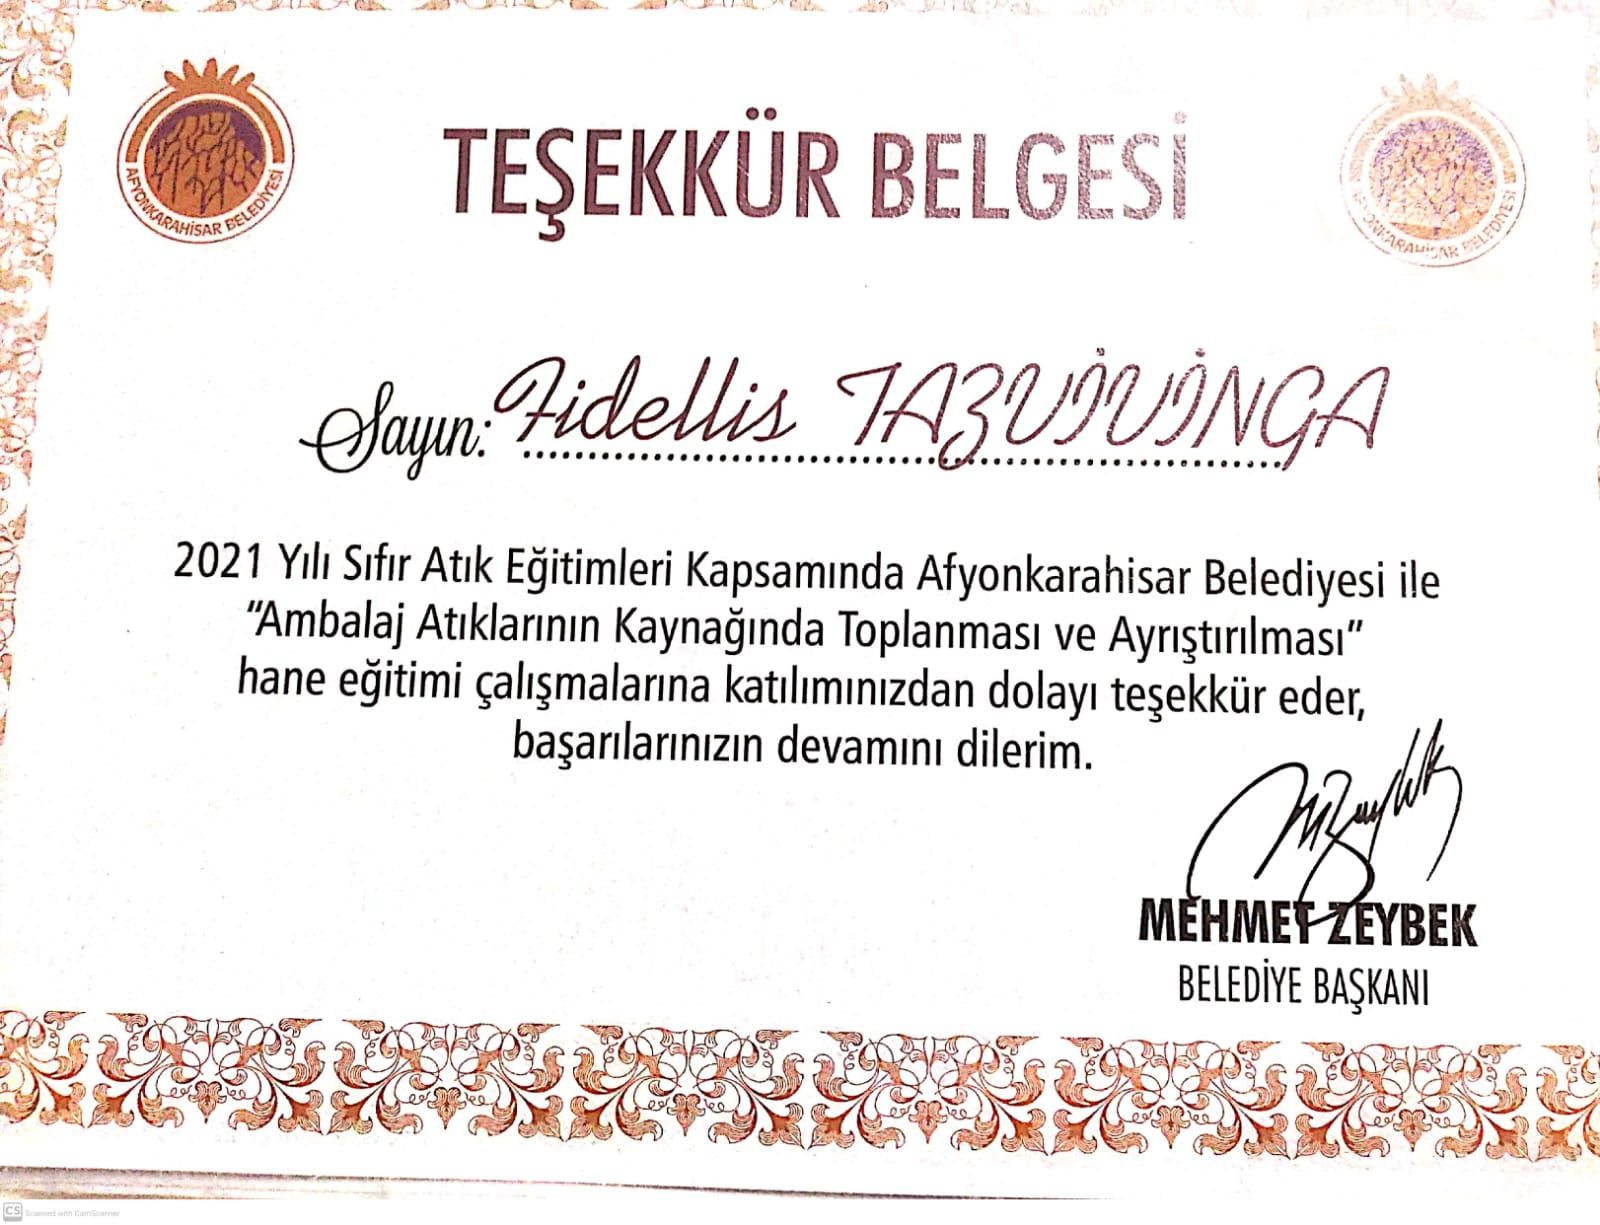 TEŞEKKÜR BELGESİ
AFYONKARAHİSAR BELEDİYESİ
AFYONKARAHİSAR BELEDİYESİ
Sayın: Fidellis TAZVİVİNGA
2021 Yılı Sıfır Atık Eğitimleri Kapsamında Afyonkarahisar Belediyesi ile
"Ambalaj Atıklarının Kaynağında Toplanması ve Ayrıştırılması"
hane eğitimi çalışmalarına katılımınızdan dolayı teşekkür eder,
başarılarınızın devamını dilerim.
MEHMET ZEYBEK
BELEDİYE BAŞKANI
CS Scanned with CamScanner